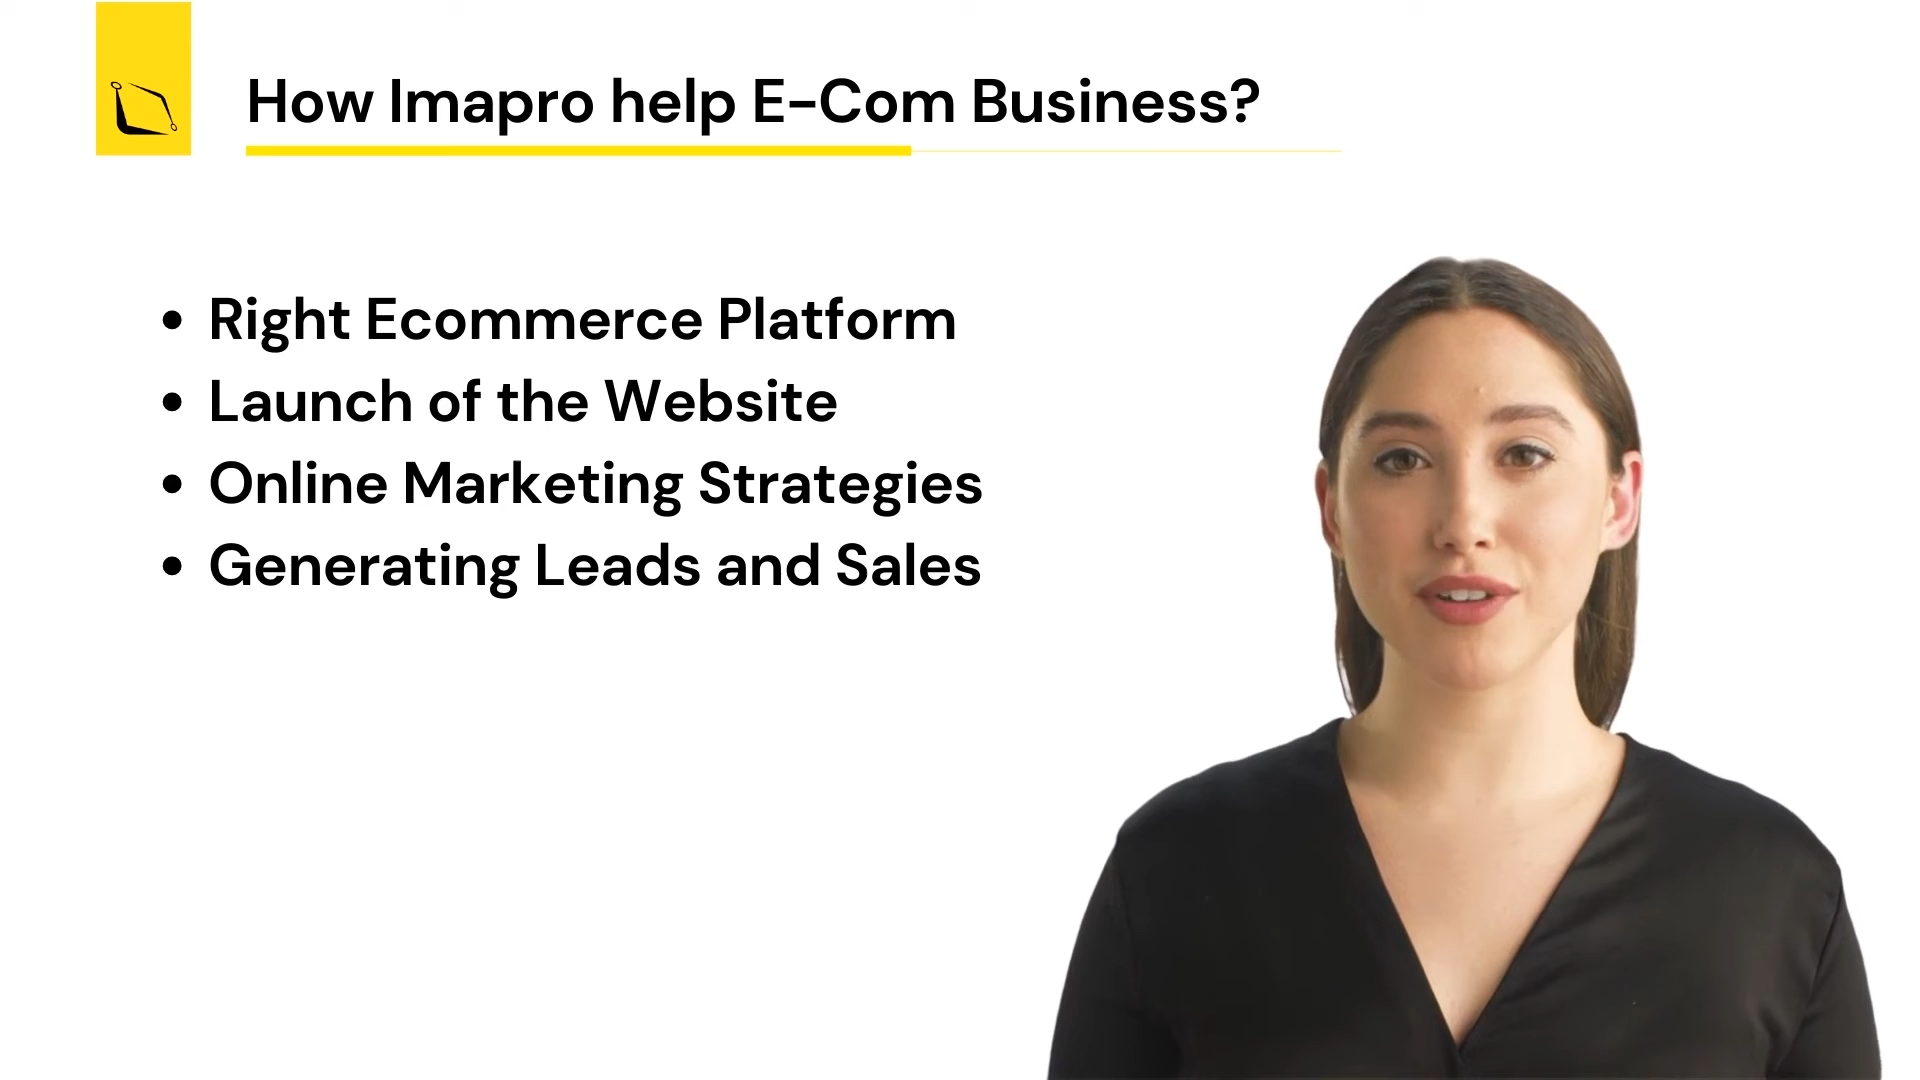 How Imapro help E-Com Business?
• Right Ecommerce Platform
• Launch of the Website
• Online Marketing Strategies
• Generating Leads and Sales